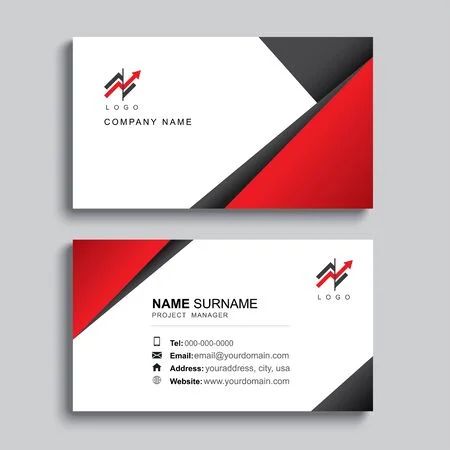 LOGO
COMPANY NAME
NAME SURNAME
PROJECT MANAGER
LOGO
Tel: 000-000-0000
Email: email@yourdomain.com
Address: youraddress, city, usa
Website: www.yourdomain.com